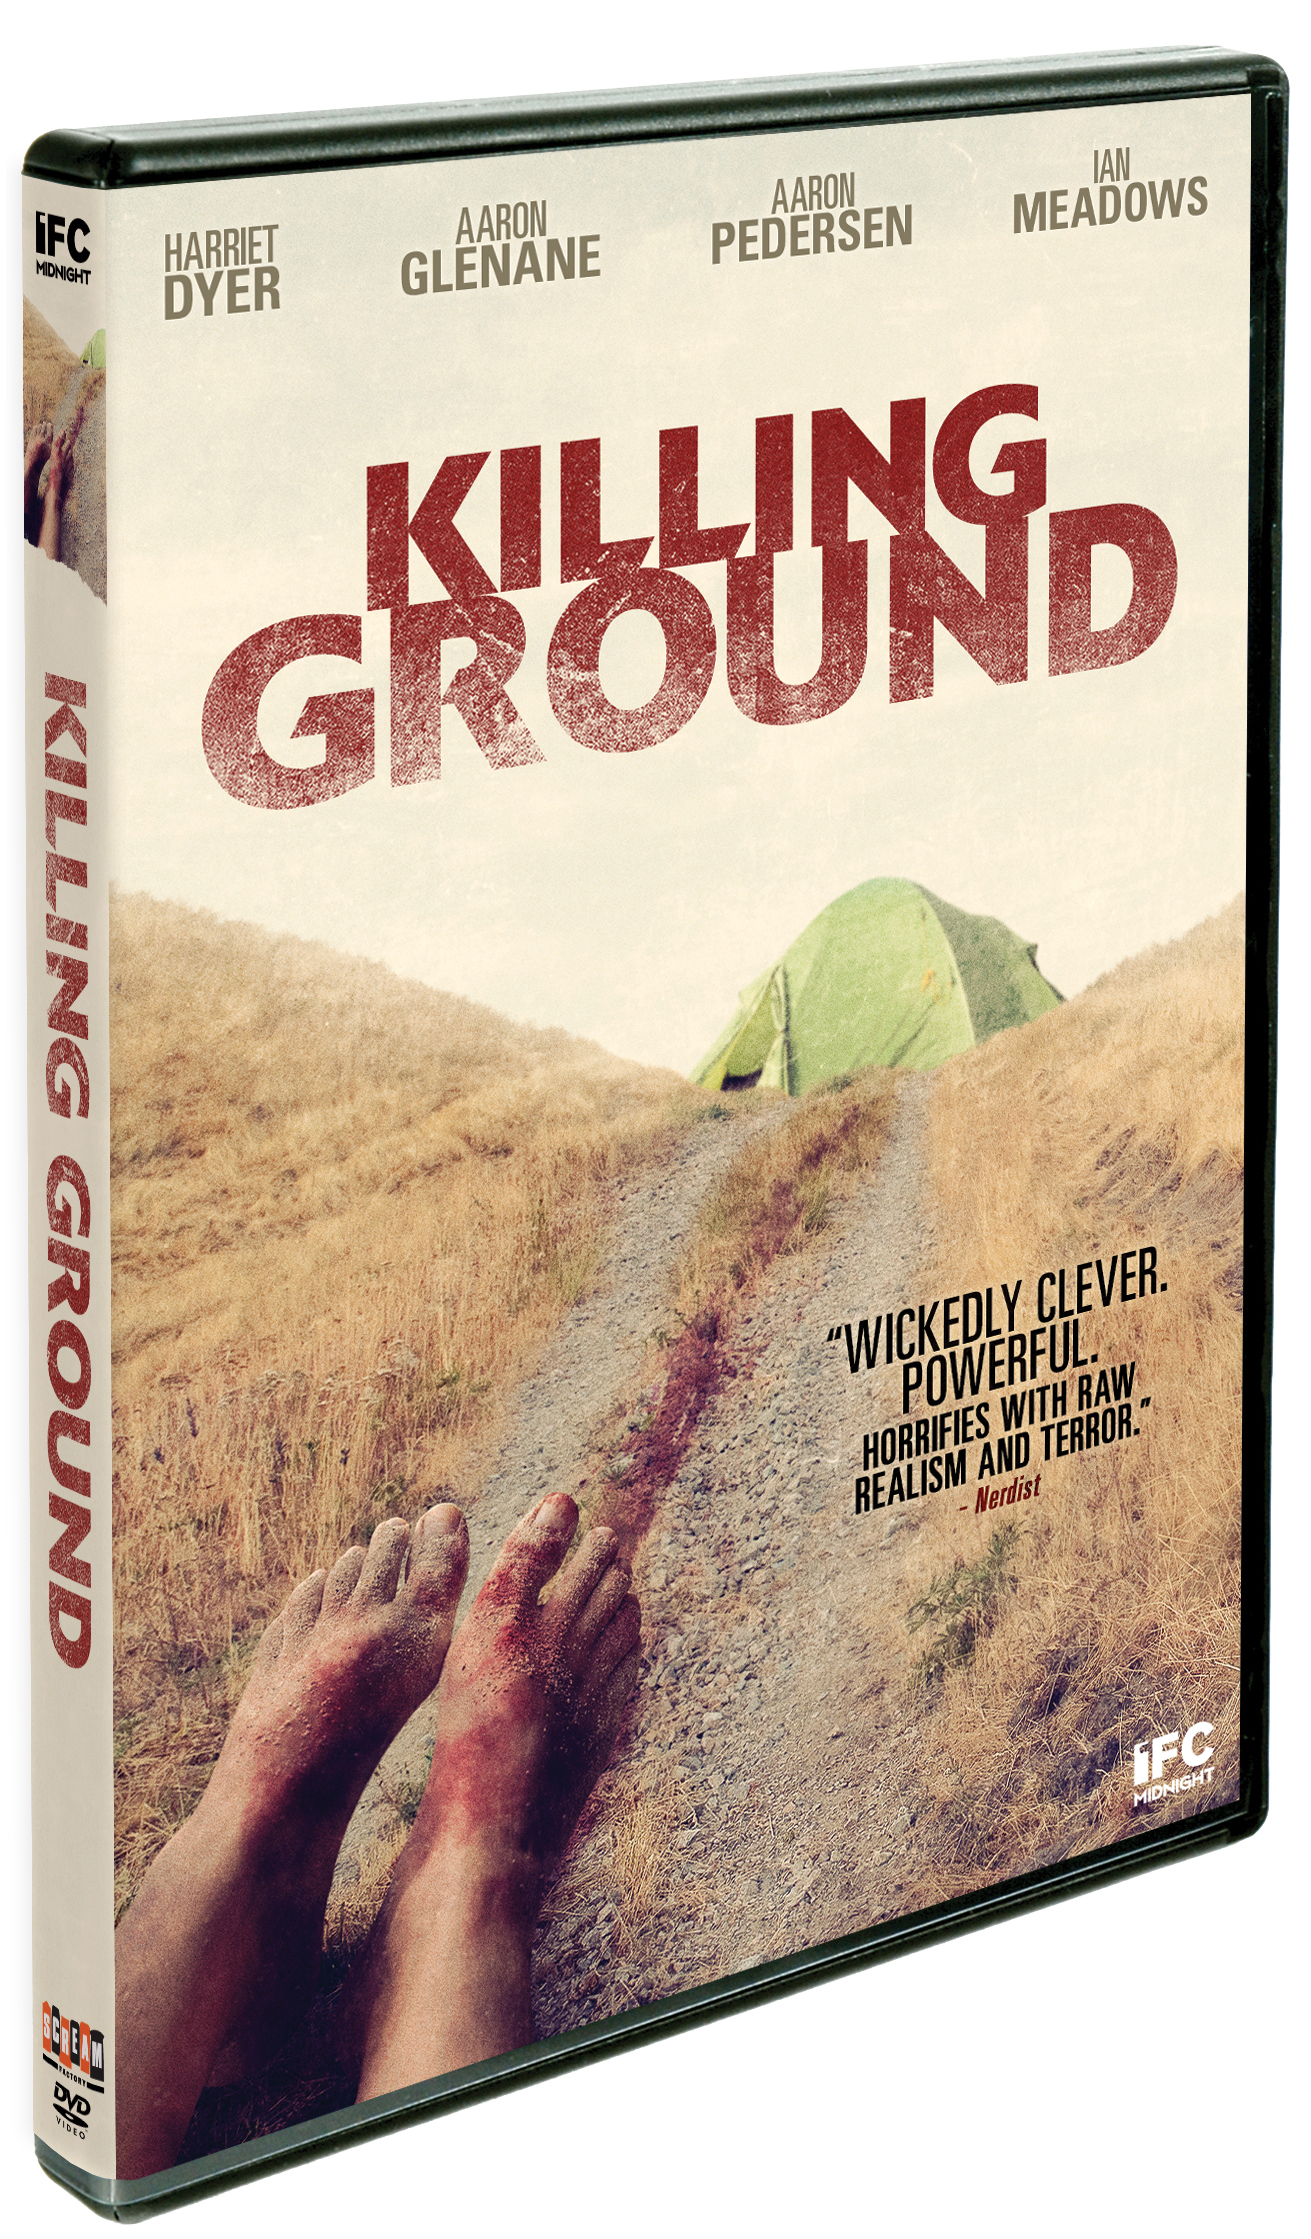 iFC
MIDNIGHT
KILLING GROUND
SCREAM
FACTORY
DVD
VIDEO
HARRIET
DYER
AARON
GLENANE
AARON
PEDERSEN
IAN
MEADOWS
KILLING
GROUND
“WICKEDLY CLEVER.
POWERFUL.
HORRIFIES WITH RAW
REALISM AND TERROR.”
– Nerdist
iFC
MIDNIGHT